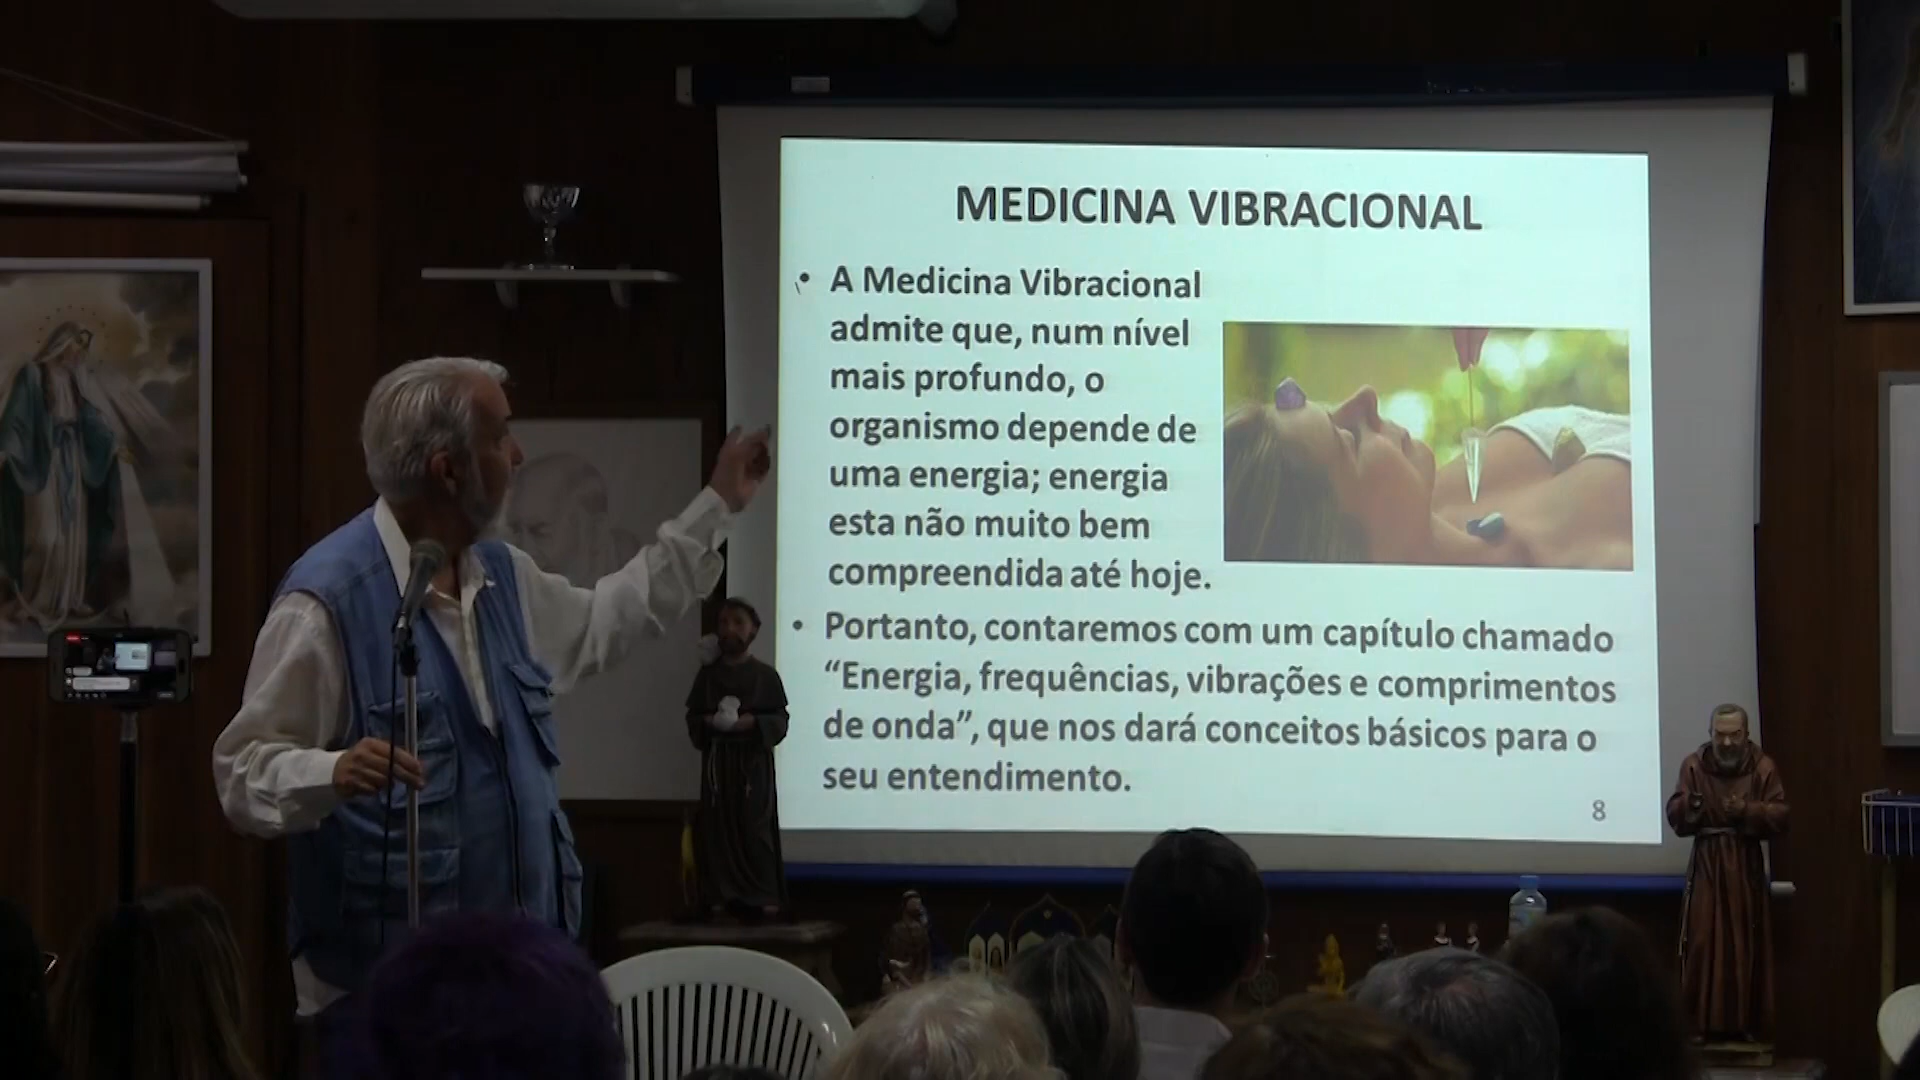 MEDICINA VIBRACIONAL
• A Medicina Vibracional
admite que, num nível
mais profundo, o
organismo depende de
uma energia; energia
esta não muito bem
compreendida até hoje.
• Portanto, contaremos com um capítulo chamado
“Energia, frequências, vibrações e comprimentos
de onda”, que nos dará conceitos básicos para o
seu entendimento.
8